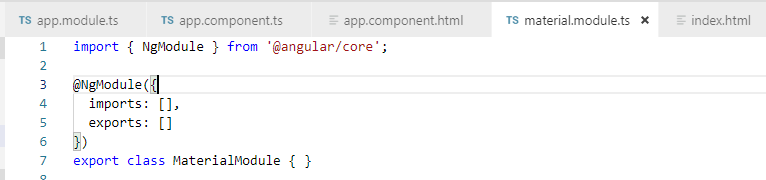 TS app.module.ts TS app.component.ts app.component.html TS material.module.ts × index.html
1 import { NgModule } from '@angular/core';
2
3 @NgModule({
4 imports: [],
5 exports: []
6 })
7 export class MaterialModule { }
8